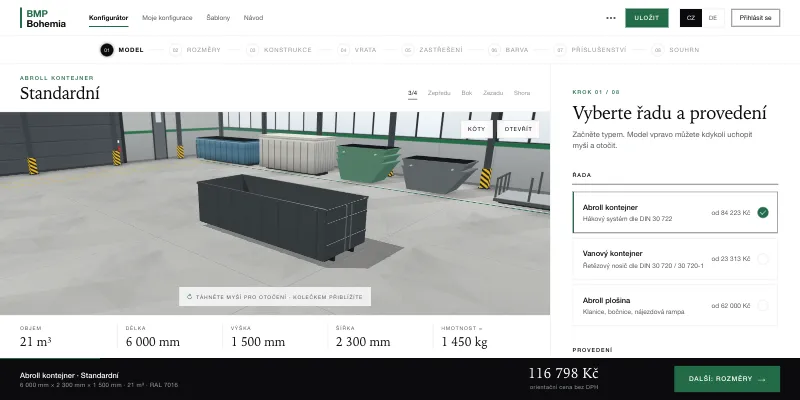 BMP
Bohemia
Konfigurátor
Moje konfigurace
Šablony
Návod
ULOŽIT
CZ
DE
Přihlásit se
01 MODEL
02 ROZMĚRY
03 KONSTRUKCE
04 VRATA
05 ZASTŘEŠENÍ
06 BARVA
07 PŘÍSLUŠENSTVÍ
08 SOUHRN
ABROLL KONTEJNER
Standardní
3/4
Zepředu
Bok
Zezadu
Shora
KÓTY
OTEVŘÍT
TÁHNĚTE MYŠÍ PRO OTOČENÍ · KOLEČKEM PŘIBLÍŽÍTE
OBJEM
21 m³
DÉLKA
6 000 mm
VÝŠKA
1 500 mm
ŠÍŘKA
2 300 mm
HMOTNOST ≈
1 450 kg
KROK 01 / 08
Vyberte řadu a provedení
Začněte typem. Model vpravo můžete kdykoli uchopit
myší a otočit.
ŘADA
Abroll kontejner
Hákový systém dle DIN 30 722
od 84 223 Kč
Vanový kontejner
Řetězový nosič dle DIN 30 720 / 30 720-1
od 23 313 Kč
Abroll plošina
Klanice, bočnice, nájezdová rampa
od 62 000 Kč
PROVEDENÍ
Abroll kontejner · Standardní
6 000 mm × 2 300 mm × 1 500 mm · 21 m³ · RAL 7016
116 798 Kč
orientační cena bez DPH
DALŠÍ: ROZMĚRY →